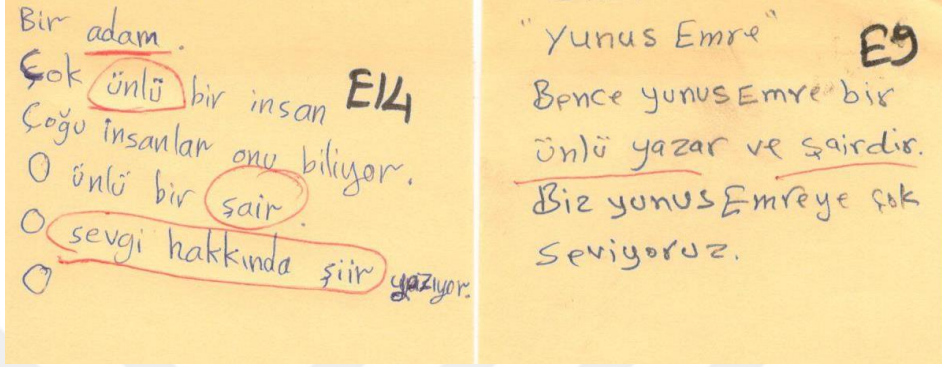 Bir adam.
Çok ünlü bir insan E14
Çoğu insanlar onu biliyor.
O ünlü bir şair.
O sevgi hakkında şiir yazıyor.
O
"Yunus Emre" E9
Bence yunus Emre bir
ünlü yazar ve şairdir.
Biz yunus Emreye çok
seviyoruz.